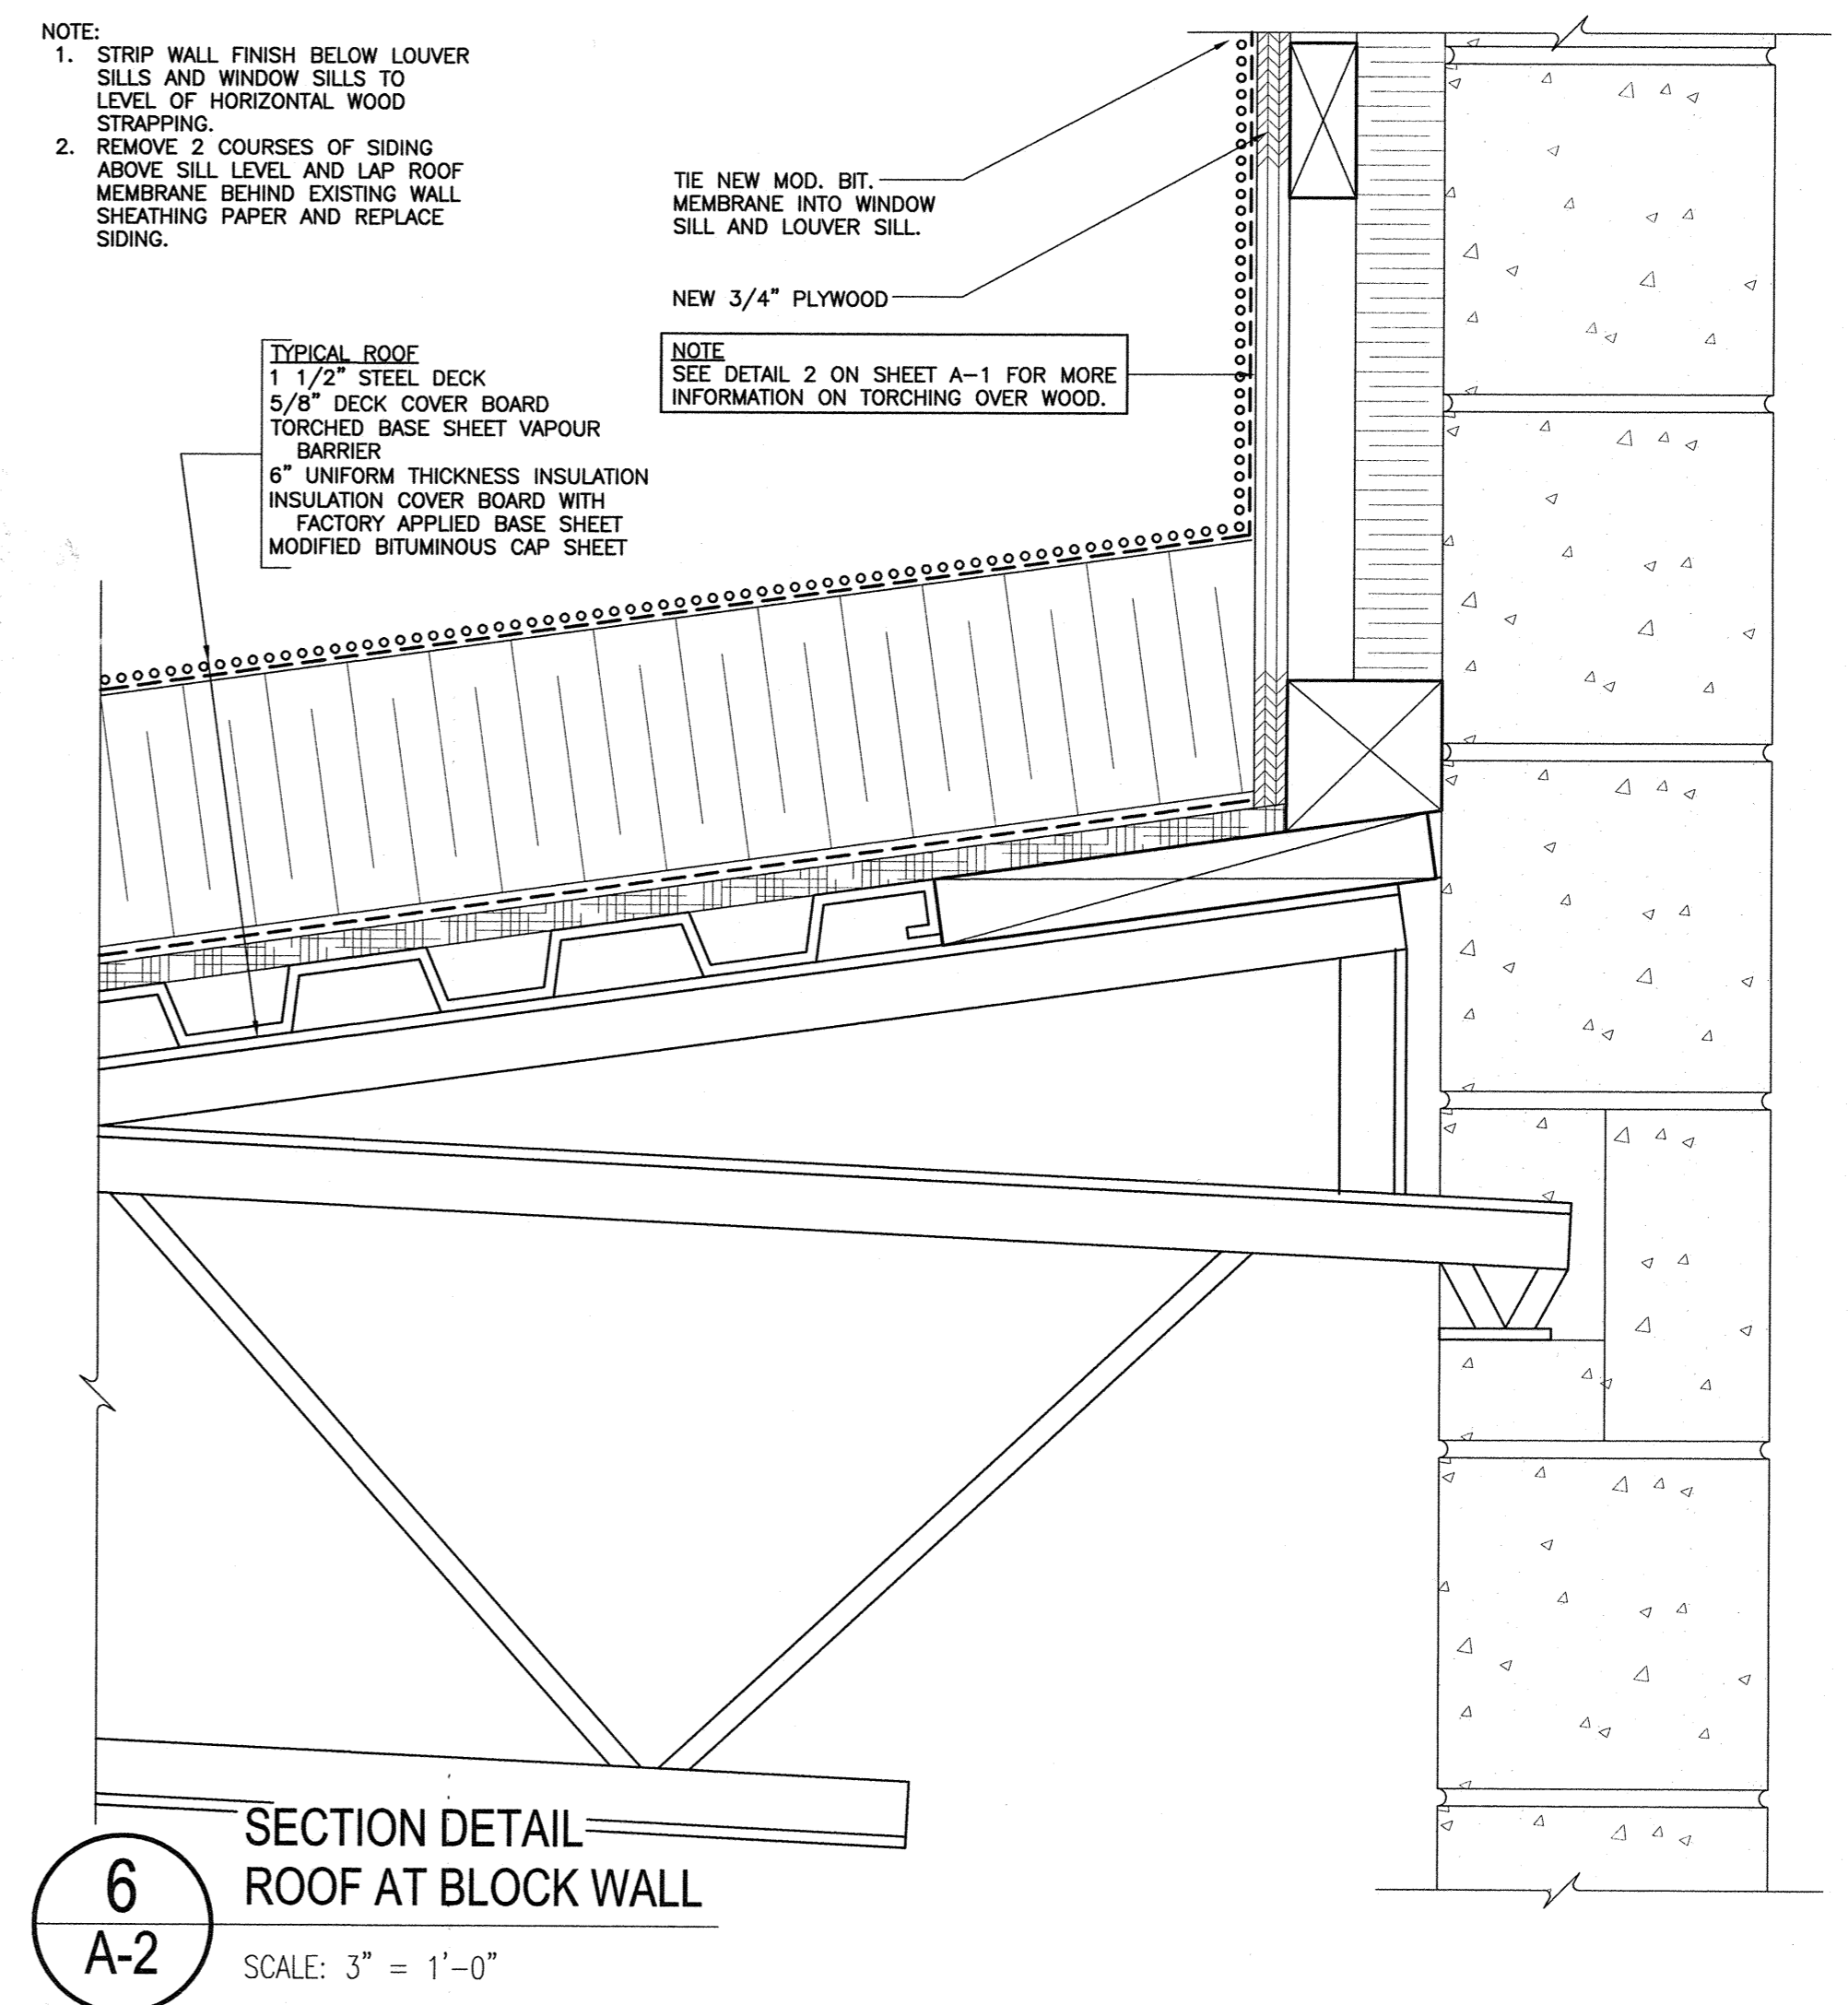 NOTE:
1. STRIP WALL FINISH BELOW LOUVER
SILLS AND WINDOW SILLS TO
LEVEL OF HORIZONTAL WOOD
STRAPPING.
2. REMOVE 2 COURSES OF SIDING
ABOVE SILL LEVEL AND LAP ROOF
MEMBRANE BEHIND EXISTING WALL
SHEATHING PAPER AND REPLACE
SIDING.
TIE NEW MOD. BIT.
MEMBRANE INTO WINDOW
SILL AND LOUVER SILL.
NEW 3/4" PLYWOOD
NOTE
SEE DETAIL 2 ON SHEET A-1 FOR MORE
INFORMATION ON TORCHING OVER WOOD.
TYPICAL ROOF
1 1/2" STEEL DECK
5/8" DECK COVER BOARD
TORCHED BASE SHEET VAPOUR
BARRIER
6" UNIFORM THICKNESS INSULATION
INSULATION COVER BOARD WITH
FACTORY APPLIED BASE SHEET
MODIFIED BITUMINOUS CAP SHEET
6
A-2
SECTION DETAIL
ROOF AT BLOCK WALL
SCALE: 3" = 1'-0"